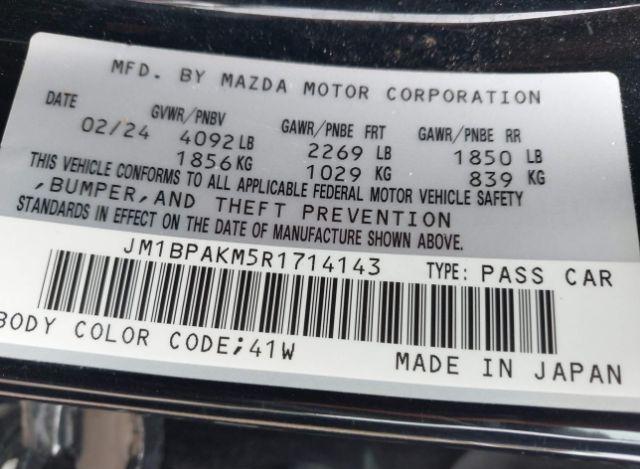 MFD. BY MAZDA MOTOR CORPORATION
DATE GVWR/PNBV GAWR/PNBE FRT GAWR/PNBE RR
02/24 4092LB 2269 LB 1850 LB
1856KG 1029 KG 839 KG
THIS VEHICLE CONFORMS TO ALL APPLICABLE FEDERAL MOTOR VEHICLE SAFETY
,BUMPER,AND THEFT PREVENTION
STANDARDS IN EFFECT ON THE DATE OF MANUFACTURE SHOWN ABOVE.
JM1BPAKM5R1714143 TYPE: PASS CAR
BODY COLOR CODE;41W MADE IN JAPAN